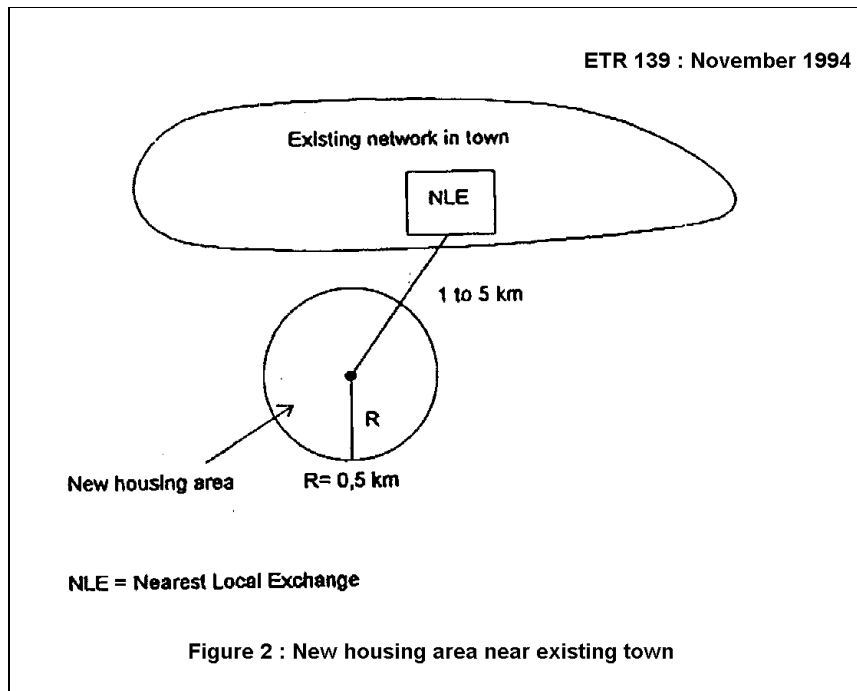 ETR 139 : November 1994
Existing network in town
NLE
1 to 5 km
R
New housing area
R= 0,5 km
NLE = Nearest Local Exchange
Figure 2 : New housing area near existing town